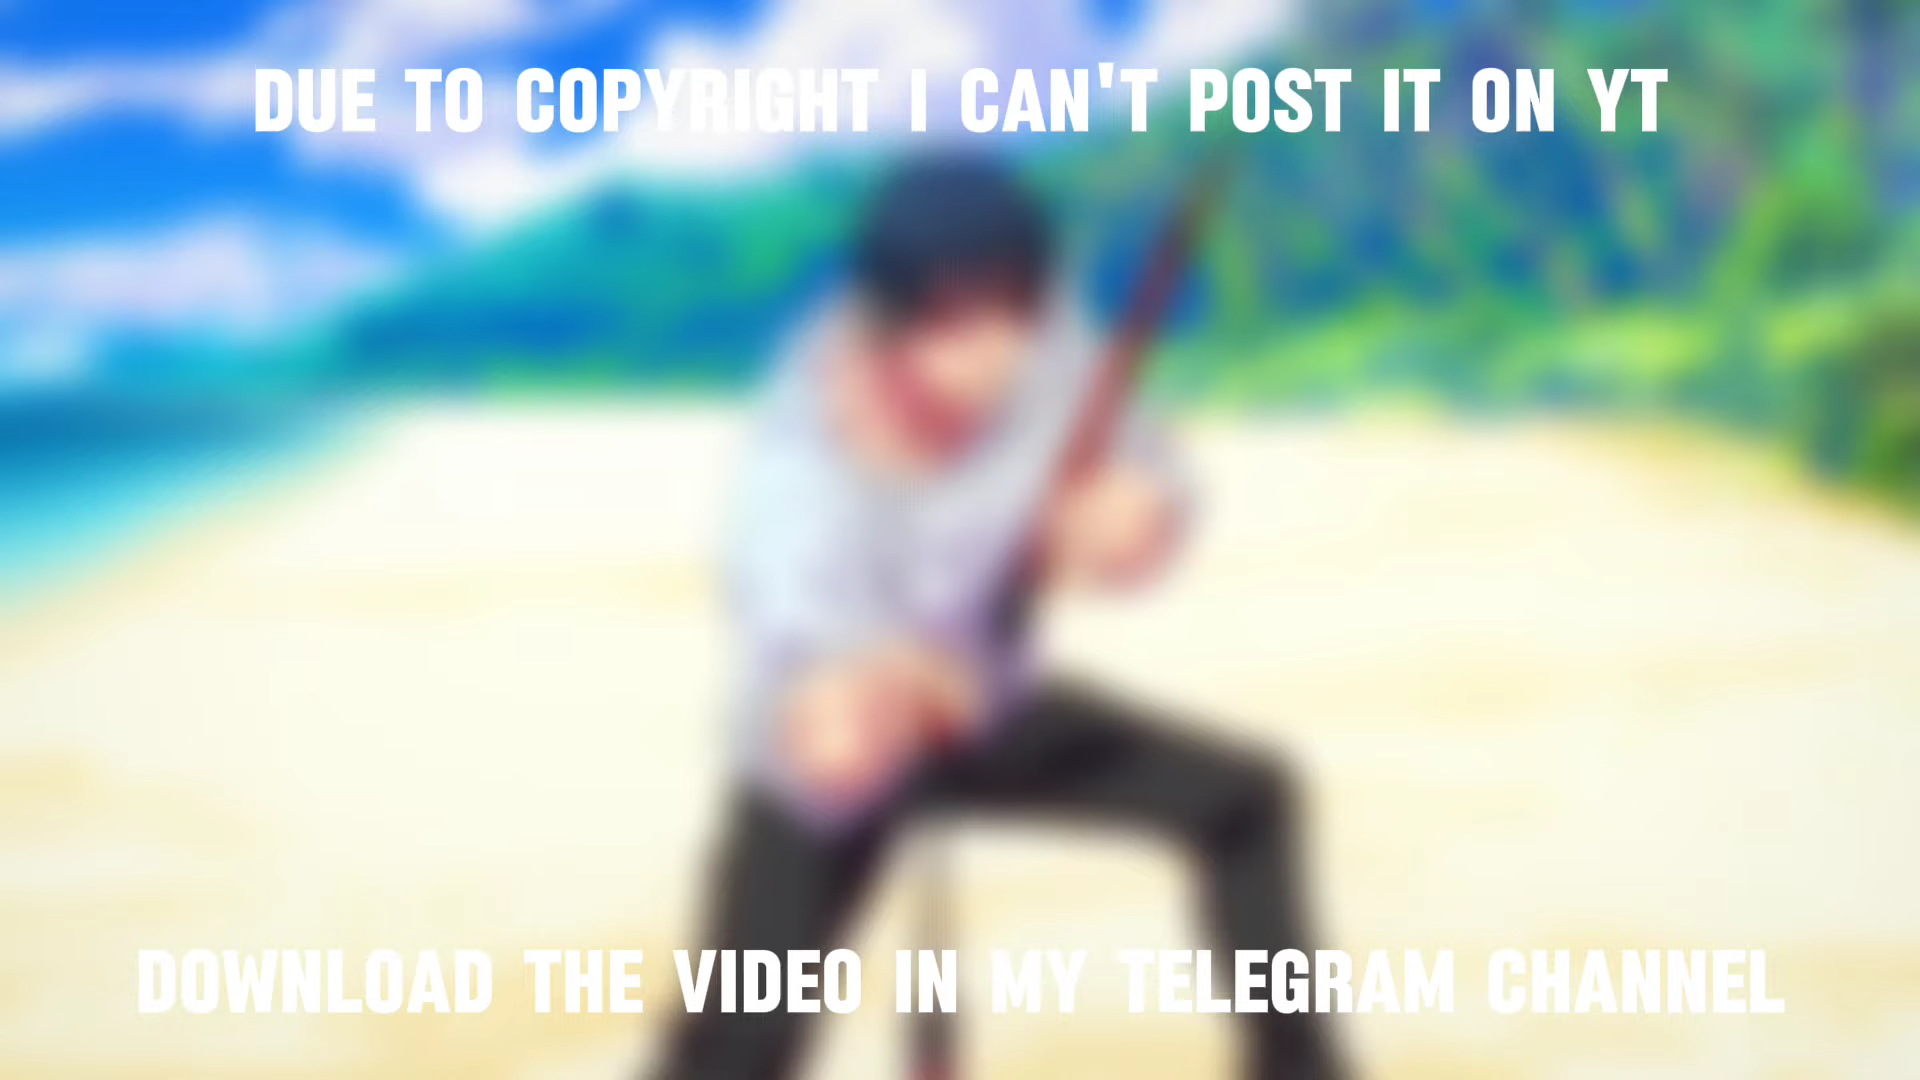 DUE TO COPYRIGHT I CAN'T POST IT ON YT
DOWNLOAD THE VIDEO IN MY TELEGRAM CHANNEL